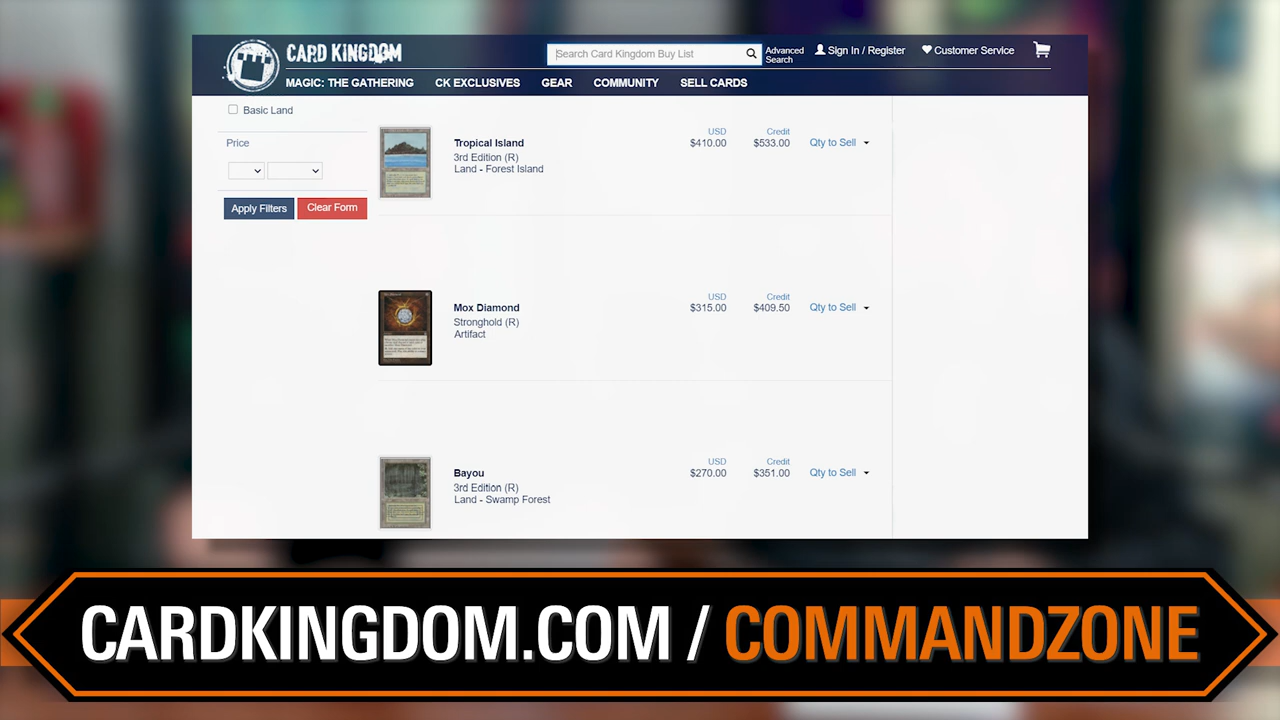 CARD KINGDOM
Search Card Kingdom Buy List
Advanced Search
Sign In / Register
Customer Service
MAGIC: THE GATHERING
CK EXCLUSIVES
GEAR
COMMUNITY
SELL CARDS
Basic Land
Price
Apply Filters
Clear Form
Tropical Island
3rd Edition (R)
Land - Forest Island
USD
$410.00
Credit
$533.00
Qty to Sell
Mox Diamond
Stronghold (R)
Artifact
USD
$315.00
Credit
$409.50
Qty to Sell
Bayou
3rd Edition (R)
Land - Swamp Forest
USD
$270.00
Credit
$351.00
Qty to Sell
CARDKINGDOM.COM / COMMANDZONE